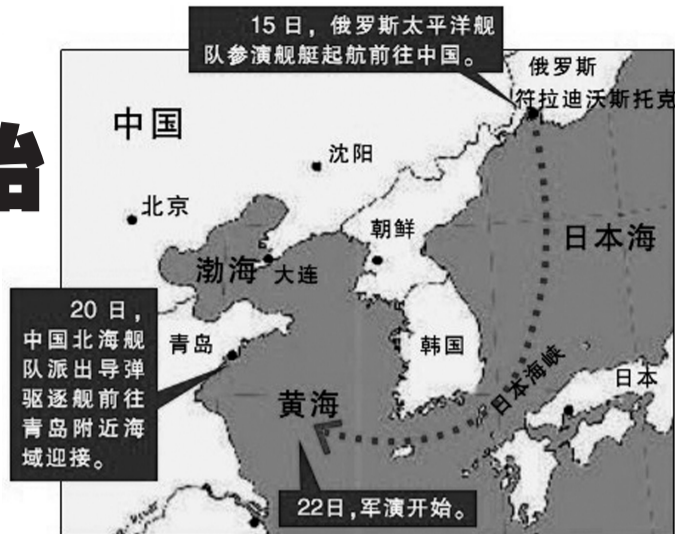 15日，俄罗斯太平洋舰
队参演舰艇起航前往中国。
俄罗斯
符拉迪沃斯托克
中国
沈阳
北京
朝鲜
日本海
渤海
大连
20日，
中国北海舰
队派出导弹
驱逐舰前往
青岛附近海
域迎接。
青岛
韩国
日本海峡
日本
黄海
22日，军演开始。